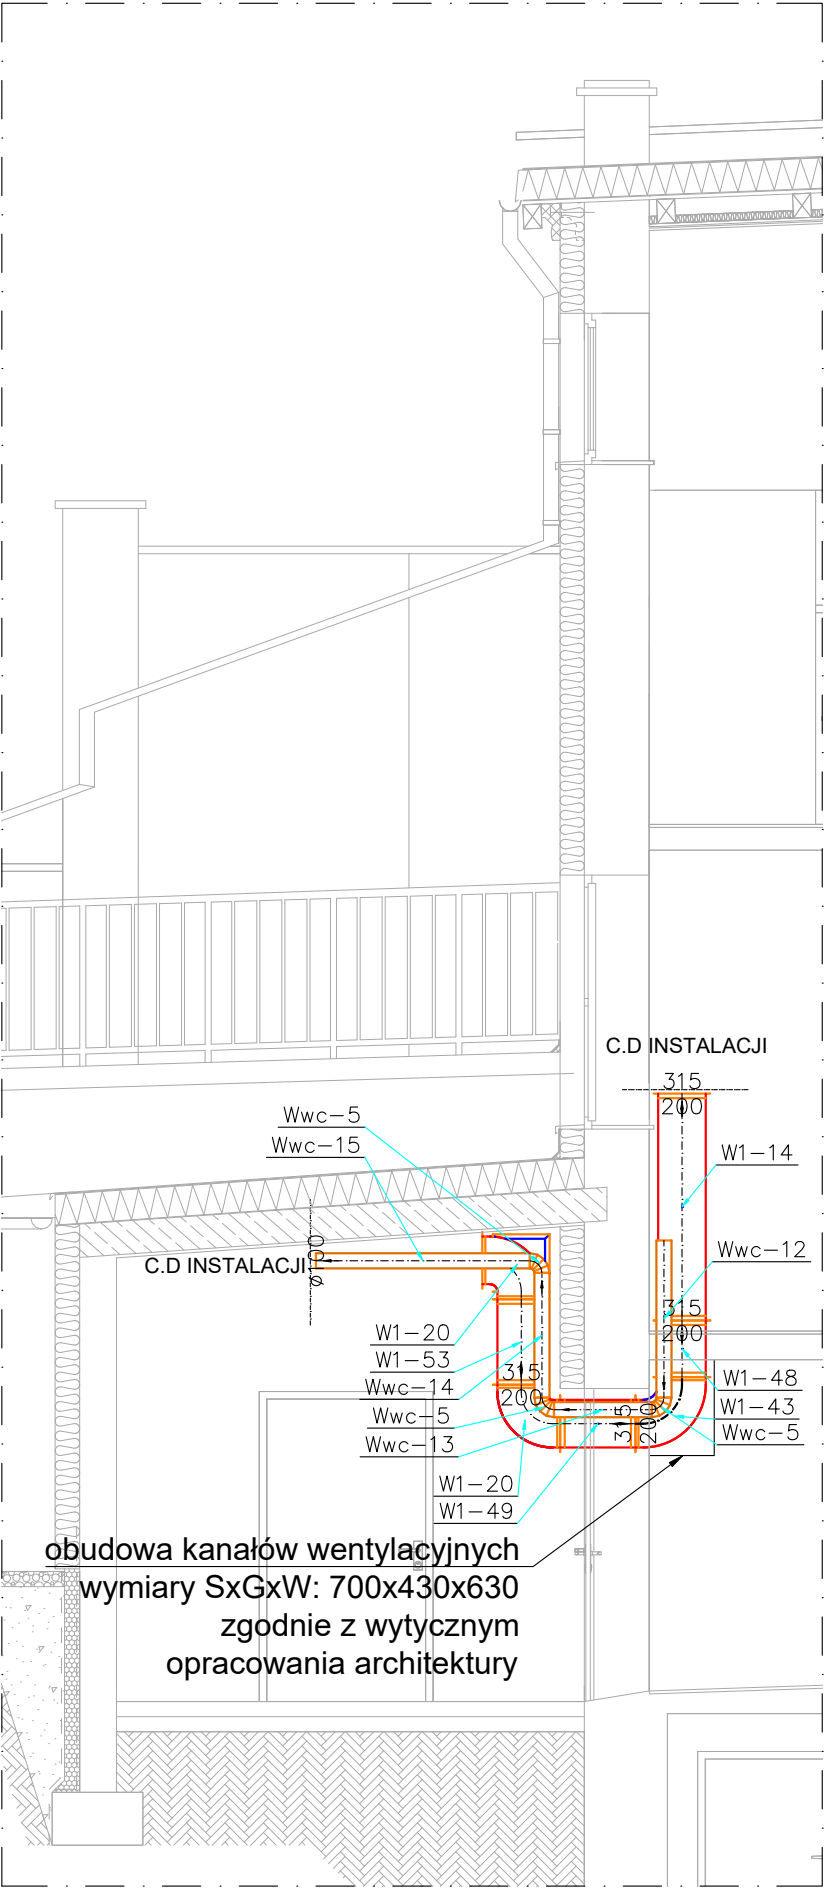 C.D INSTALACJI
315
200
Wwc-5
Wwc-15
W1-14
Wwc-12
C.D INSTALACJI
ø100
315
200
W1-20
W1-53
Wwc-14
315
200
W1-48
Wwc-5
W1-43
Wwc-13
Wwc-5
315
200
W1-20
W1-49
obudowa kanałów wentylacyjnych
wymiary SxGxW: 700x430x630
zgodnie z wytycznym
opracowania architektury